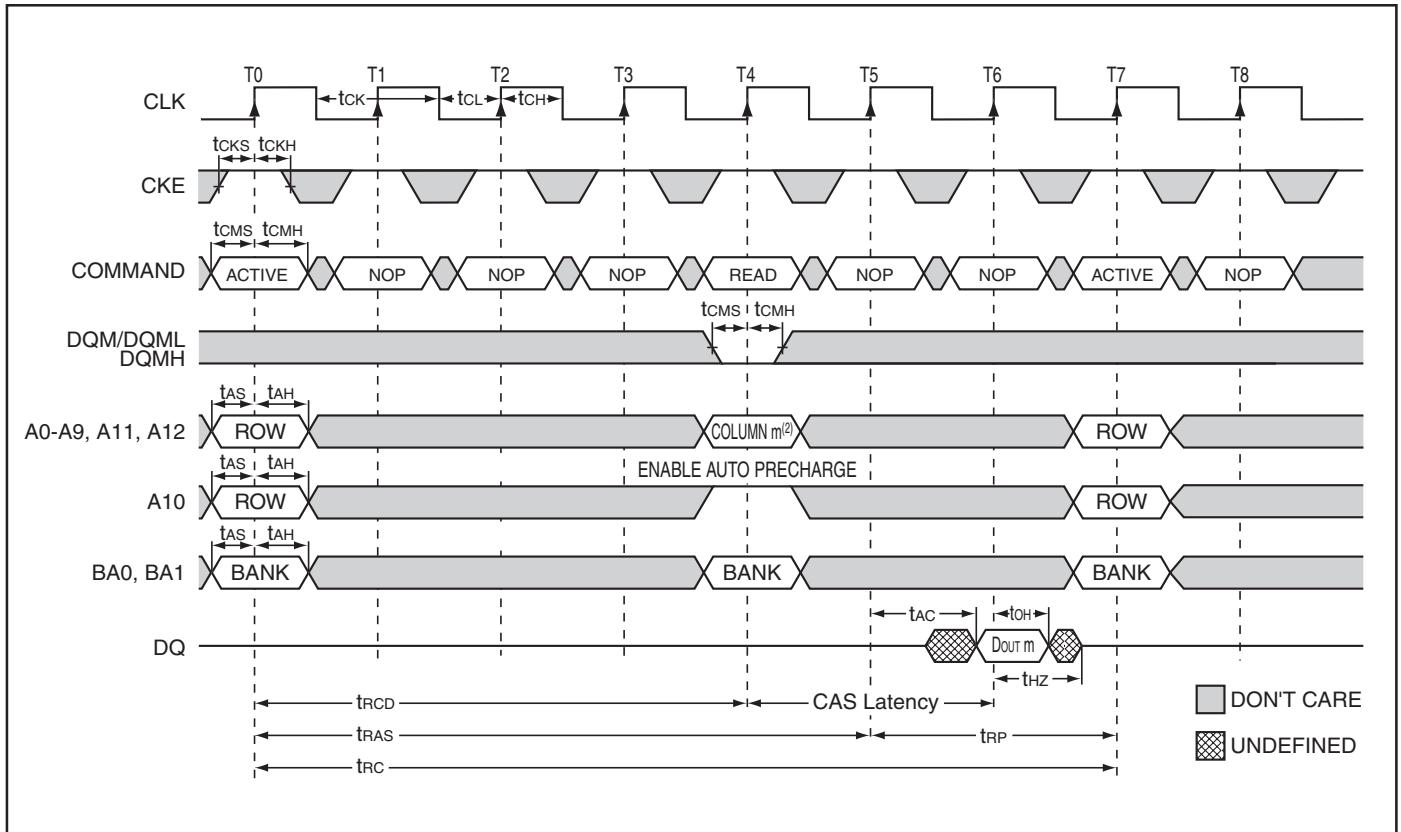 T0 T1 T2 T3 T4 T5 T6 T7 T8
CLK tCK tCL tCH
tCKS tCKH
CKE
tCMS tCMH
COMMAND ACTIVE NOP NOP NOP READ NOP NOP ACTIVE NOP
tCMS tCMH
DQM/DQML
DQMH
tAS tAH
A0-A9, A11, A12 ROW COLUMN m(2) ROW
tAS tAH ENABLE AUTO PRECHARGE
A10 ROW ROW
tAS tAH
BA0, BA1 BANK BANK BANK
tAC tOH
DQ DOUT m
tHZ
tRCD CAS Latency DON'T CARE
tRAS tRP UNDEFINED
tRC